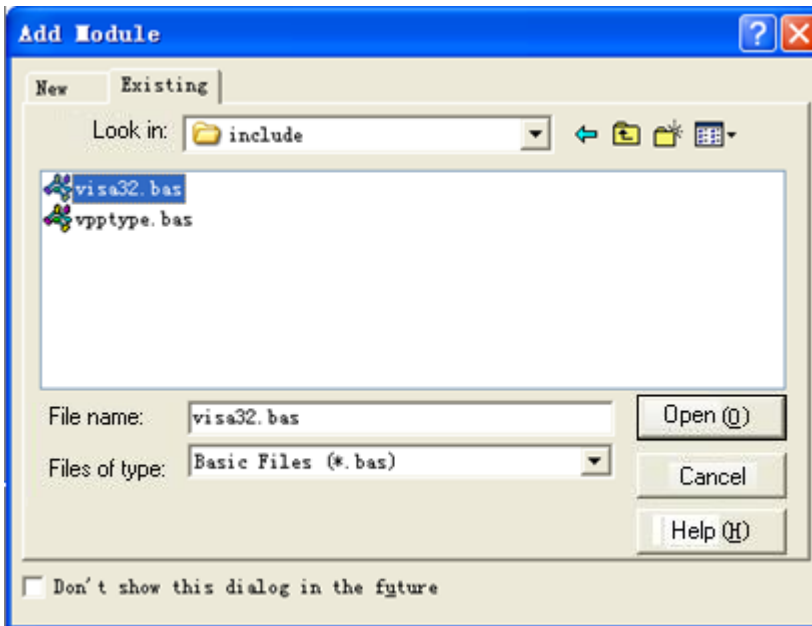 Add Module
New Existing
Look in: include
visa32.bas
vpptype.bas
File name: visa32.bas Open (O)
Files of type: Basic Files (*.bas) Cancel
Help (H)
Don't show this dialog in the future